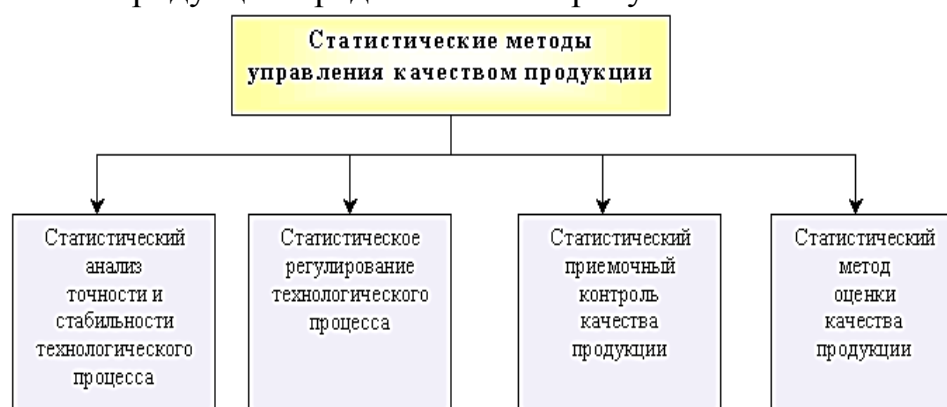 Статистические методы
управления качеством продукции
Статистический
анализ
точности и
стабильности
технологического
процесса
Статистическое
регулирование
технологического
процесса
Статистический
приемочный
контроль
качества
продукции
Статистический
метод
оценки
качества
продукции